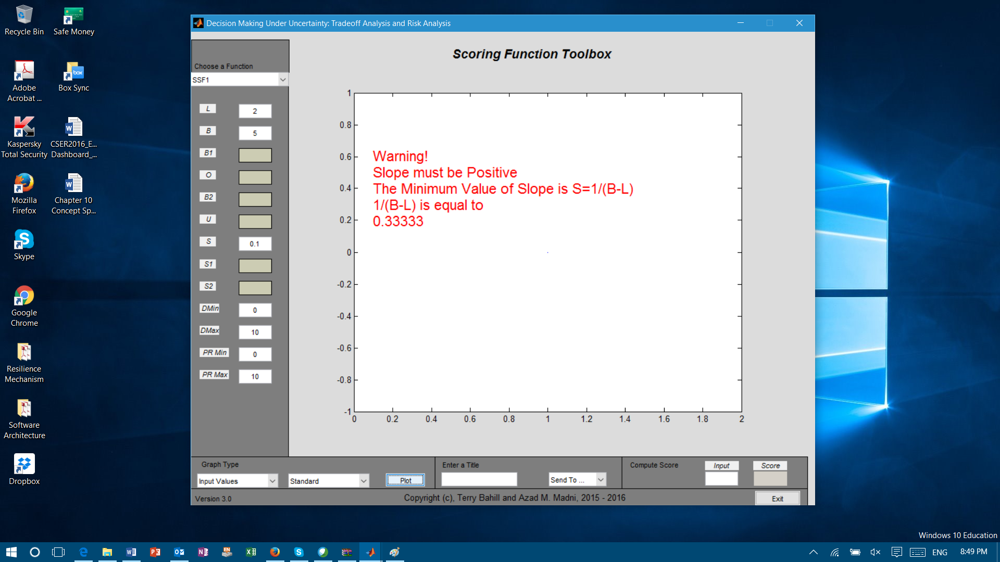 Recycle Bin
Safe Money
Adobe
Acrobat ...
Box Sync
Kaspersky
Total Security
CSER2016_E...
Dashboard_...
Mozilla
Firefox
Chapter 10
Concept Sp...
Skype
Google
Chrome
Resilience
Mechanism
Software
Architecture
Dropbox
Decision Making Under Uncertainty: Tradeoff Analysis and Risk Analysis
Scoring Function Toolbox
Choose a Function
SSF1
L 2
B 5
B1
O
B2
U
S 0.1
S1
S2
DMin 0
DMax 10
PR Min 0
PR Max 10
1
0.8
0.6
0.4
0.2
0
-0.2
-0.4
-0.6
-0.8
-1
0 0.2 0.4 0.6 0.8 1 1.2 1.4 1.6 1.8 2
Warning!
Slope must be Positive
The Minimum Value of Slope is S=1/(B-L)
1/(B-L) is equal to
0.33333
Graph Type
Input Values
Standard
Plot
Enter a Title
Send To ...
Compute Score
Input
Score
Version 3.0
Copyright (c), Terry Bahill and Azad M. Madni, 2015 - 2016
Exit
Windows 10 Education
ENG
8:49 PM